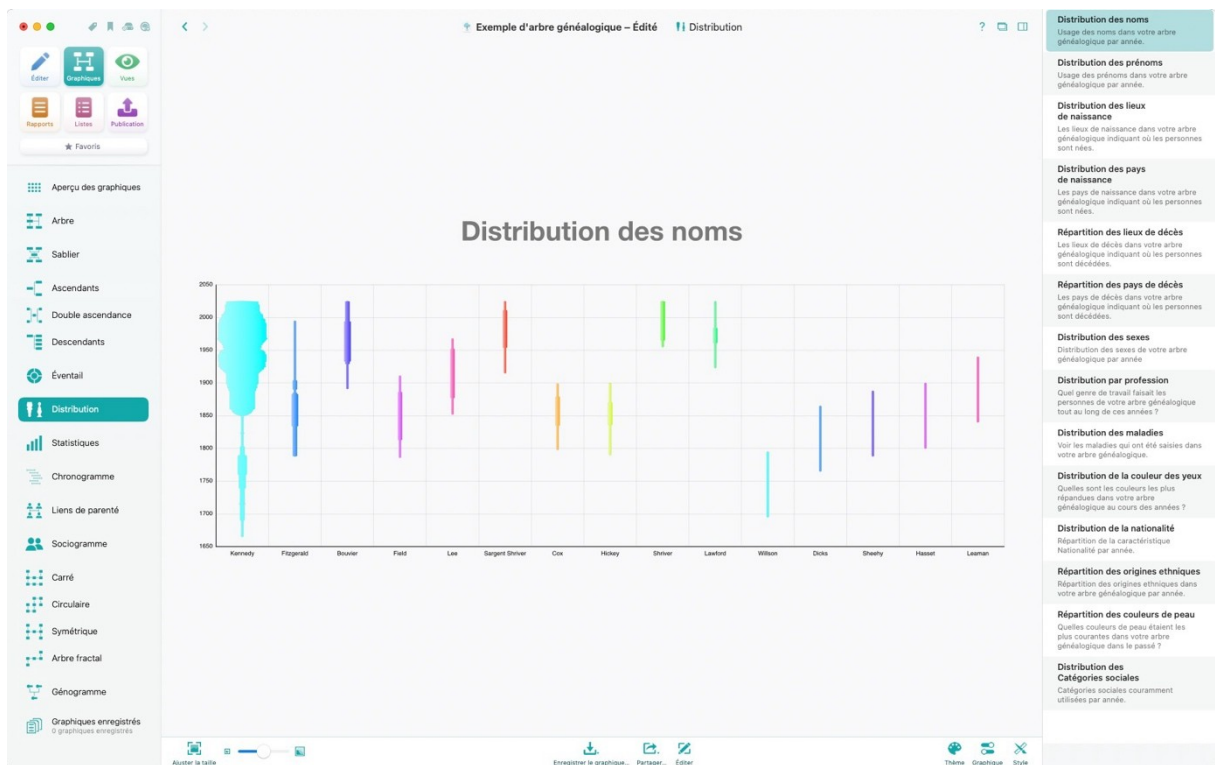 Exemple d'arbre généalogique – Édité
Distribution
?
Éditer
Graphiques
Vues
Rapports
Listes
Publication
★ Favoris
Aperçu des graphiques
Arbre
Sablier
Ascendants
Double ascendance
Descendants
Éventail
Distribution
Statistiques
Chronogramme
Liens de parenté
Sociogramme
Carré
Circulaire
Symétrique
Arbre fractal
Génogramme
Graphiques enregistrés
0 graphiques enregistrés
Distribution des noms
2050
2000
1950
1900
1850
1800
1750
1700
1650
Kennedy
Fitzgerald
Bouvier
Field
Lee
Sargent Shriver
Cox
Hickey
Shriver
Lawford
Willson
Dicks
Sheehy
Hasset
Leaman
Ajuster la taille
Enregistrer le graphique...
Partager...
Éditer
Thème
Graphique
Style
Distribution des noms
Usage des noms dans votre arbre
généalogique par année.
Distribution des prénoms
Usage des prénoms dans votre arbre
généalogique par année.
Distribution des lieux
de naissance
Les lieux de naissance dans votre arbre
généalogique indiquant où les personnes
sont nées.
Distribution des pays
de naissance
Les pays de naissance dans votre arbre
généalogique indiquant où les personnes
sont nées.
Répartition des lieux de décès
Les lieux de décès dans votre arbre
généalogique indiquant où les personnes
sont décédées.
Répartition des pays de décès
Les pays de décès dans votre arbre
généalogique indiquant où les personnes
sont décédées.
Distribution des sexes
Distribution des sexes de votre arbre
généalogique par année
Distribution par profession
Quel genre de travail faisait les
personnes de votre arbre généalogique
tout au long de ces années ?
Distribution des maladies
Voir les maladies qui ont été saisies dans
votre arbre généalogique.
Distribution de la couleur des yeux
Quelles sont les couleurs les plus
répandues dans votre arbre
généalogique au cours des années ?
Distribution de la nationalité
Répartition de la caractéristique
Nationalité par année.
Répartition des origines ethniques
Répartition des origines ethniques dans
votre arbre généalogique par année.
Répartition des couleurs de peau
Quelles couleurs de peau étaient les
plus courantes dans votre arbre
généalogique dans le passé ?
Distribution des
Catégories sociales
Catégories sociales couramment
utilisées par année.